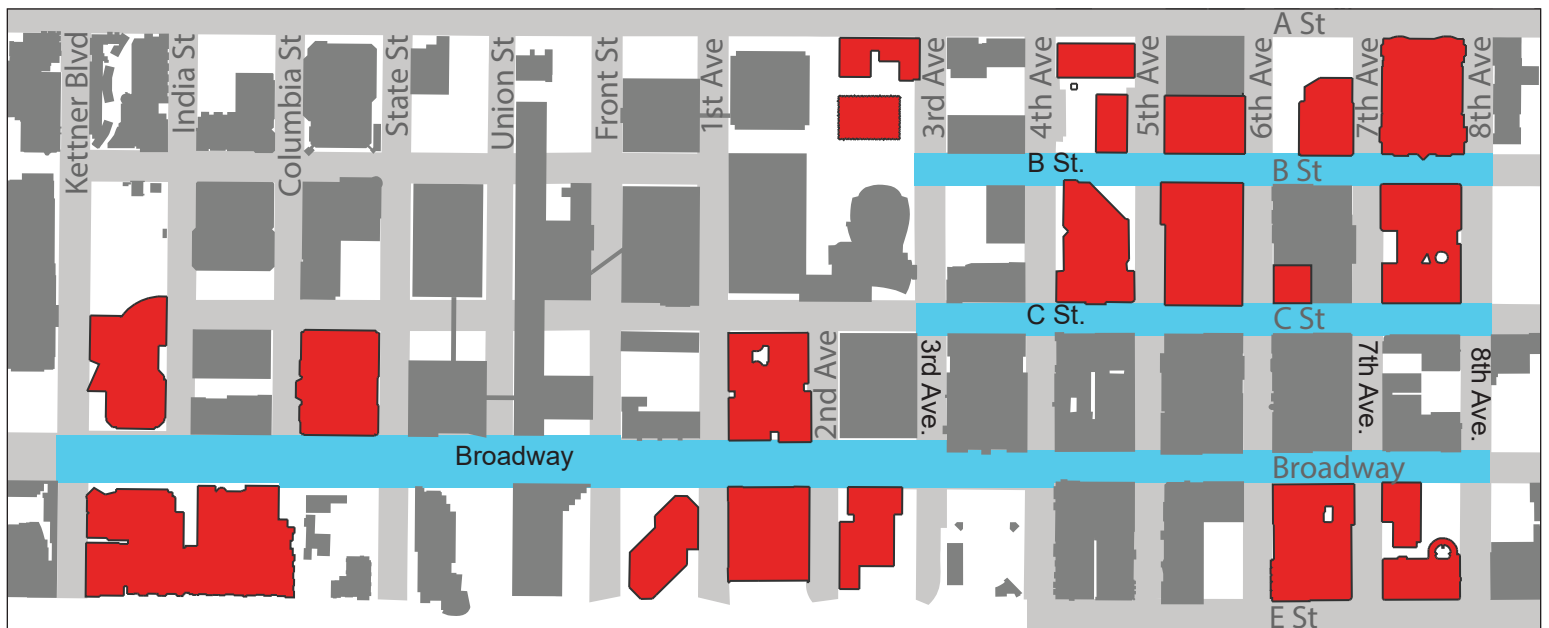 A St
Kettner Blvd
India St
Columbia St
State St
Union St
Front St
1st Ave
3rd Ave
4th Ave
5th Ave
6th Ave
7th Ave
8th Ave
B St.
B St
C St.
C St
2nd Ave
3rd Ave.
7th Ave.
8th Ave.
Broadway
Broadway
E St